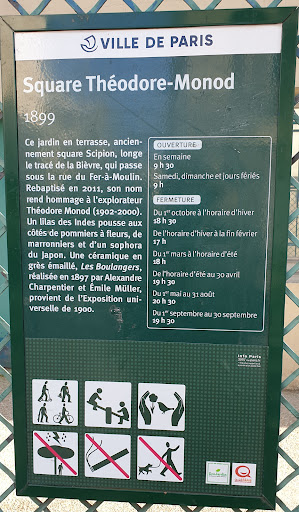 VILLE DE PARIS
Square Théodore-Monod
1899
Ce jardin en terrasse, ancien-
nement square Scipion, longe
le tracé de la Bièvre, qui passe
sous la rue du Fer-à-Moulin.
Rebaptisé en 2011, son nom
rend hommage à l'explorateur
Théodore Monod (1902-2000).
Un lilas des Indes pousse aux
côtés de pommiers à fleurs, de
marronniers et d'un sophora
du Japon. Une céramique en
grès émaillé, Les Boulangers,
réalisée en 1897 par Alexandre
Charpentier et Émile Müller,
provient de l'Exposition uni-
verselle de 1900.
OUVERTURE
En semaine
9 h 30
Samedi, dimanche et jours fériés
9 h
FERMETURE
Du 1er octobre à l'horaire d'hiver
18 h 30
De l'horaire d'hiver à la fin février
17 h
Du 1er mars à l'horaire d'été
18 h
De l'horaire d'été au 30 avril
19 h 30
Du 1er mai au 31 août
20 h 30
Du 1er septembre au 30 septembre
19 h 30
info Paris